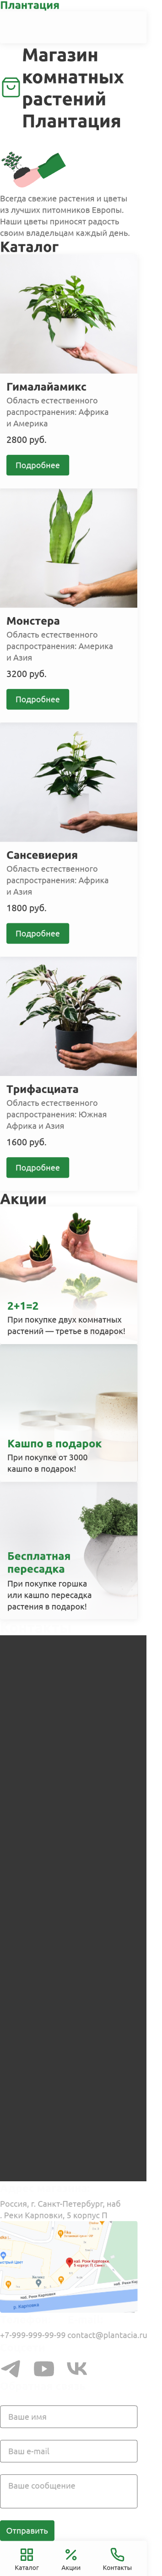 Плантация
Магазин
комнатных
растений
Плантация
Всегда свежие растения и цветы
из лучших питомников Европы.
Наши цветы приносят радость
своим владельцам каждый день.
Каталог
Гималайамикс
Область естественного
распространения: Африка
и Америка
2800 руб.
Подробнее
Монстера
Область естественного
распространения: Америка
и Азия
3200 руб.
Подробнее
Сансевиерия
Область естественного
распространения: Африка
и Азия
1800 руб.
Подробнее
Трифасциата
Область естественного
распространения: Южная
Африка и Азия
1600 руб.
Подробнее
Акции
2+1=2
При покупке двух комнатных
растений — третье в подарок!
Кашпо в подарок
При покупке от 3000
кашпо в подарок!
Бесплатная
пересадка
При покупке горшка
или кашпо пересадка
растения в подарок!
Россия, г. Санкт-Петербург, наб
. Реки Карповки, 5 корпус П
+7-999-999-99-99 contact@plantacia.ru
Ваше имя
Ваш e-mail
Ваше сообщение
Отправить
Каталог Акции Контакты